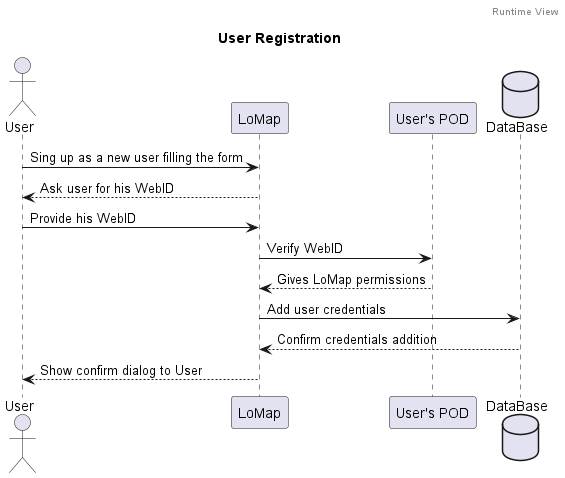 Runtime View
User Registration
User
LoMap
User's POD
DataBase
Sing up as a new user filling the form
Ask user for his WebID
Provide his WebID
Verify WebID
Gives LoMap permissions
Add user credentials
Confirm credentials addition
Show confirm dialog to User
User
LoMap
User's POD
DataBase